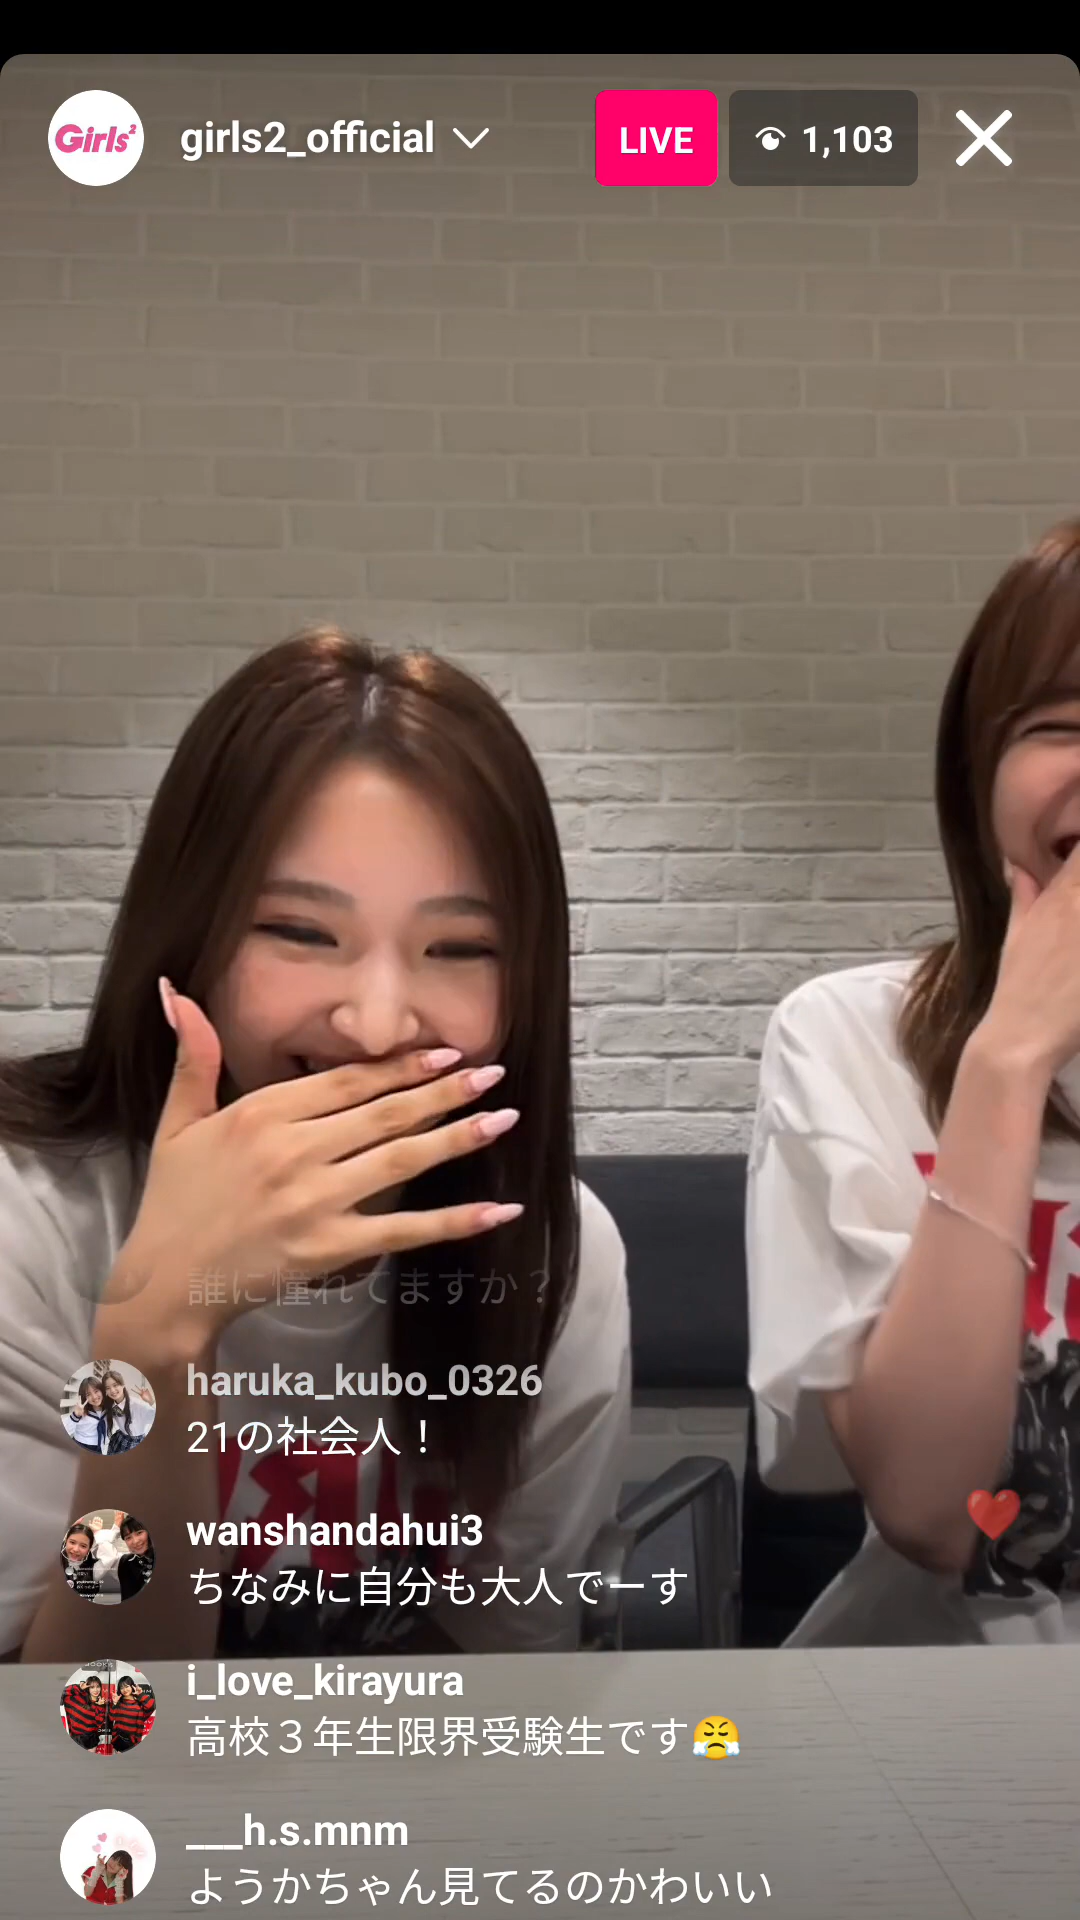 Girls²
girls2_official
LIVE
1,103
誰に憧れてますか？
haruka_kubo_0326
21の社会人！
wanshandahui3
ちなみに自分も大人でーす
i_love_kirayura
高校３年生限界受験生です😤
___h.s.mnm
ようかちゃん見てるのかわいい